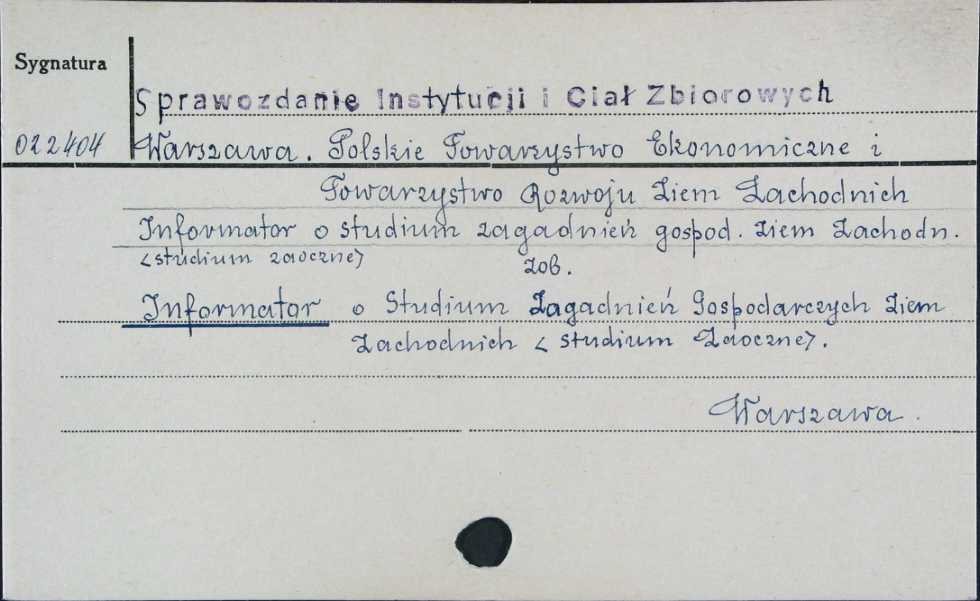 Sygnatura
Sprawozdanie Instytucji i Ciał Zbiorowych
022404 Warszawa. Polskie Towarzystwo Ekonomiczne i
Towarzystwo Rozwoju Ziem Zachodnich
Informator o studium zagadnień gospod. Ziem Zachodn.
<studium zaoczne> zob.
Informator o Studium Zagadnień Gospodarczych Ziem
Zachodnich <studium Zaoczne>.
Warszawa.